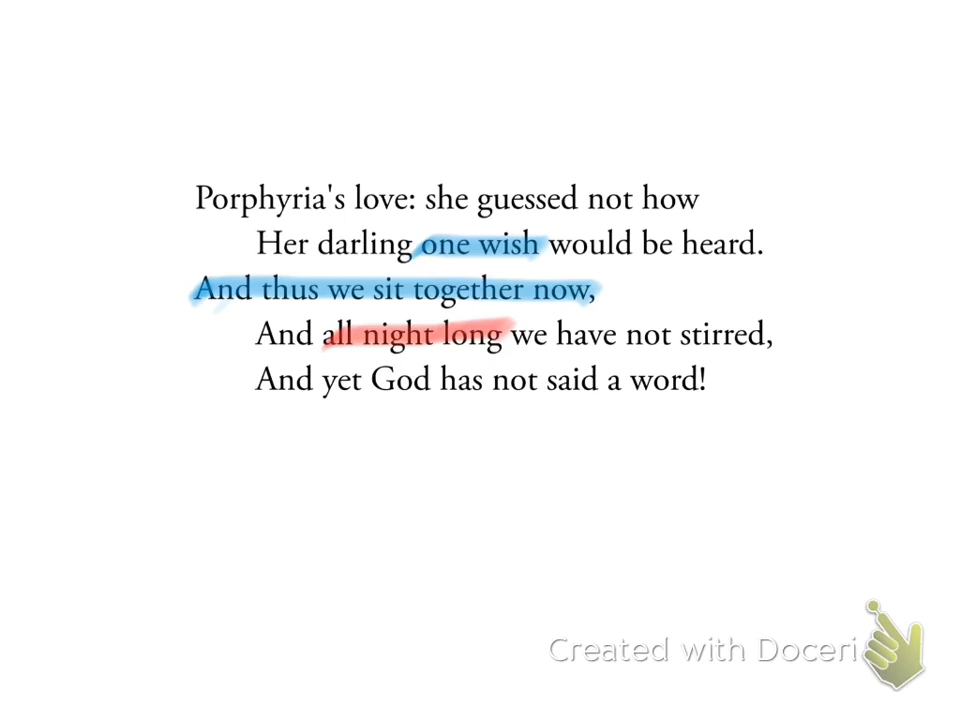 Porphyria's love: she guessed not how
Her darling one wish would be heard.
And thus we sit together now,
And all night long we have not stirred,
And yet God has not said a word!
Created with Doceri